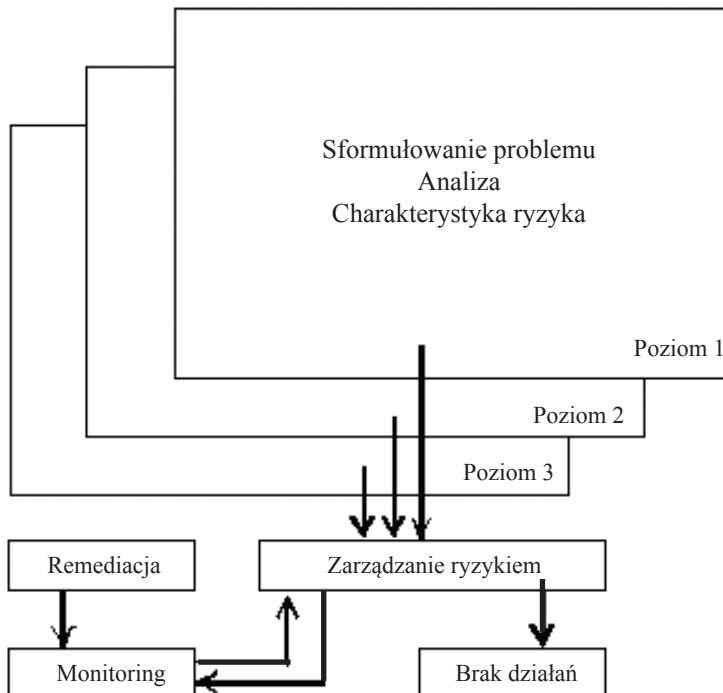 Sformułowanie problemu
Analiza
Charakterystyka ryzyka
Poziom 1
Poziom 2
Poziom 3
Remediacja
Zarządzanie ryzykiem
Monitoring
Brak działań